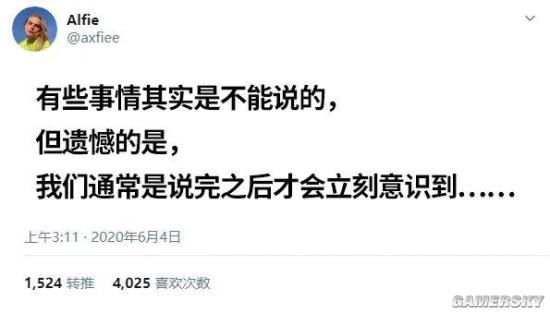 Alfie
@axfiee
有些事情其实是不能说的，
但遗憾的是，
我们通常是说完之后才会立刻意识到……
上午3:11 · 2020年6月4日
1,524 转推 4,025 喜欢次数
GAMERSKY